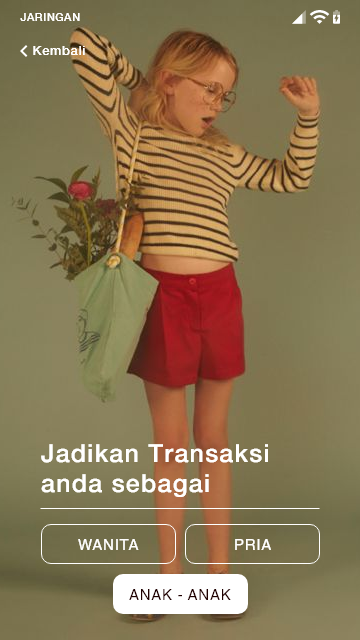 JARINGAN
Kembali
Jadikan Transaksi
anda sebagai
WANITA
PRIA
ANAK - ANAK